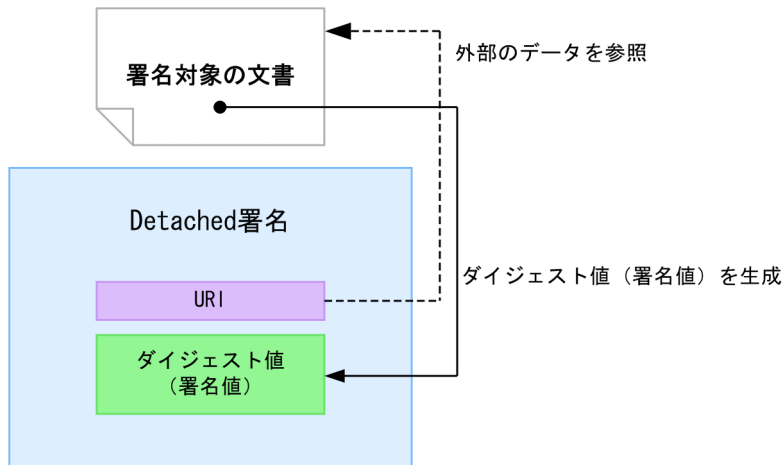 署名対象の文書
外部のデータを参照
Detached署名
URI
ダイジェスト値（署名値）を生成
ダイジェスト値
（署名値）